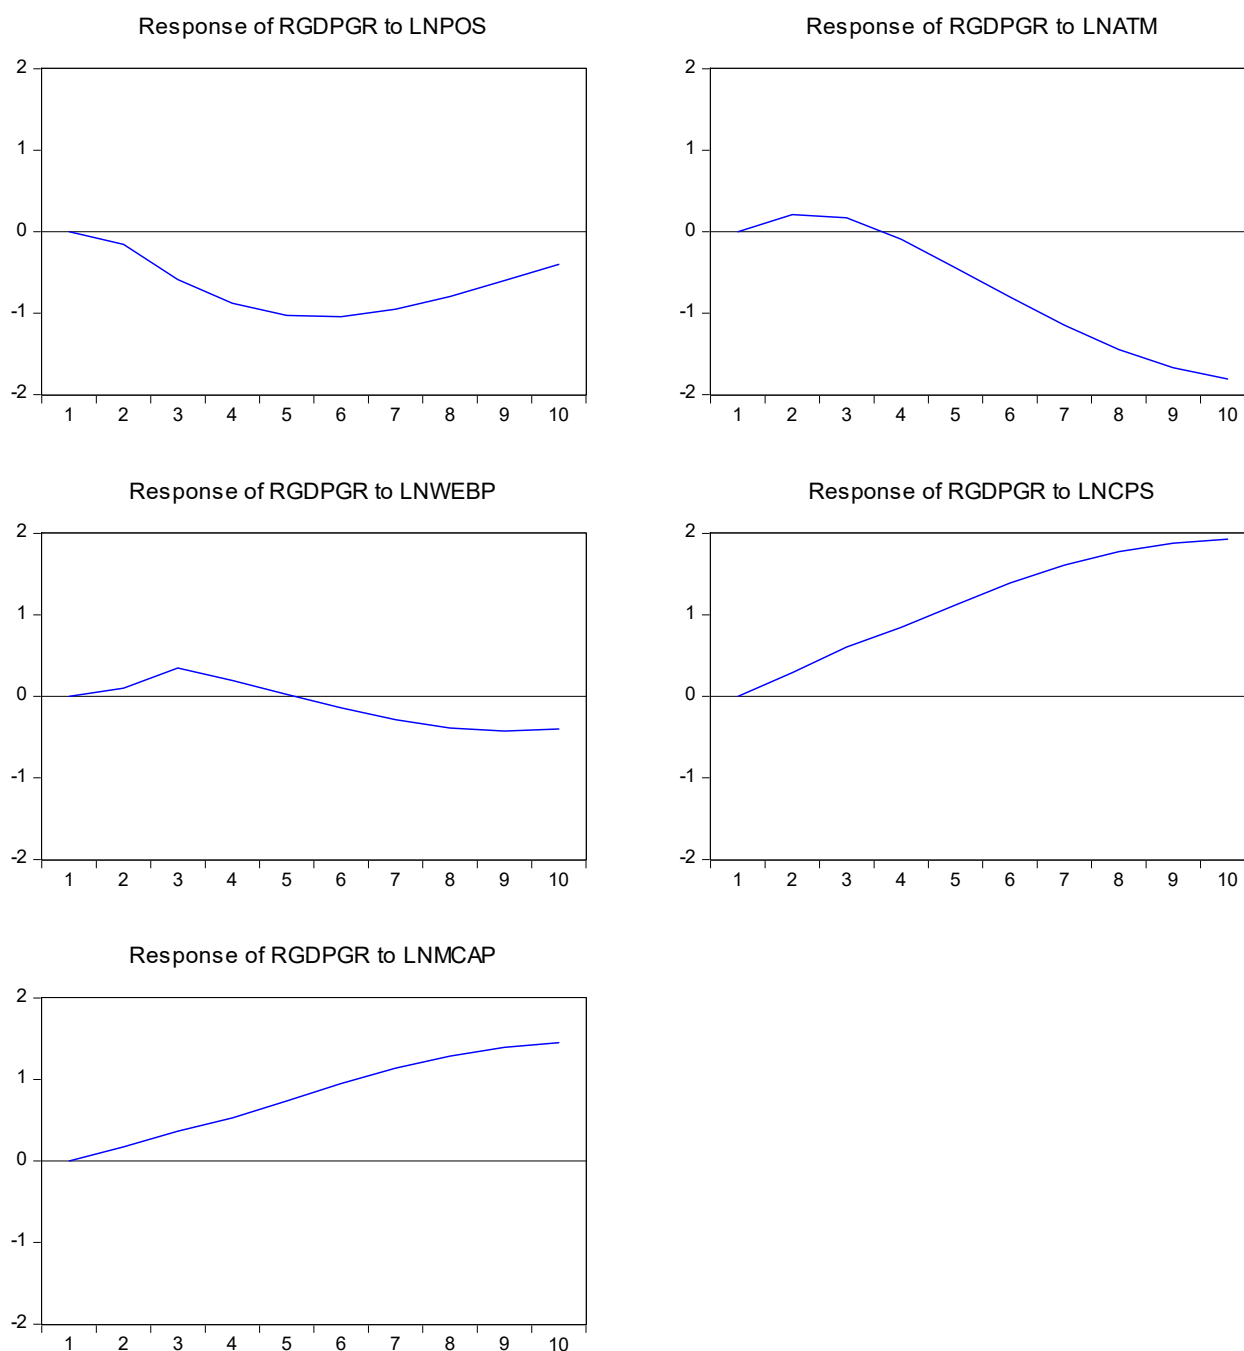 Response of RGDPGR to LNPOS
2
1
0
-1
-2
1 2 3 4 5 6 7 8 9 10
Response of RGDPGR to LNATM
2
1
0
-1
-2
1 2 3 4 5 6 7 8 9 10
Response of RGDPGR to LNWEBP
2
1
0
-1
-2
1 2 3 4 5 6 7 8 9 10
Response of RGDPGR to LNCPS
2
1
0
-1
-2
1 2 3 4 5 6 7 8 9 10
Response of RGDPGR to LNMCAP
2
1
0
-1
-2
1 2 3 4 5 6 7 8 9 10